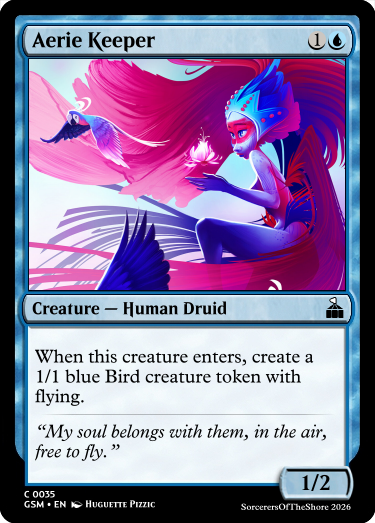 Aerie Keeper 1
Creature — Human Druid
When this creature enters, create a
1/1 blue Bird creature token with
flying.
“My soul belongs with them, in the air,
free to fly.”
1/2
C 0035
GSM • EN Huguette Pizzic
SorcerersOfTheShore 2026